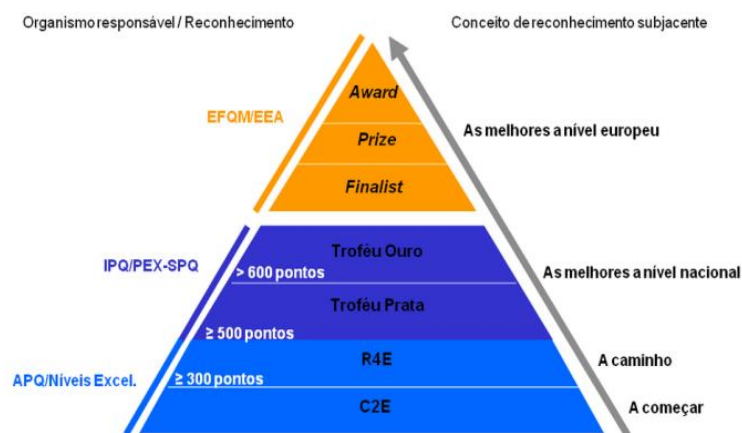 Organismo responsável / Reconhecimento
Conceito de reconhecimento subjacente
EFQM/EEA
Award
Prize
Finalist
As melhores a nível europeu
IPQ/PEX-SPQ
Troféu Ouro
> 600 pontos
Troféu Prata
≥ 500 pontos
As melhores a nível nacional
APQ/Níveis Excel.
R4E
≥ 300 pontos
C2E
A caminho
A começar